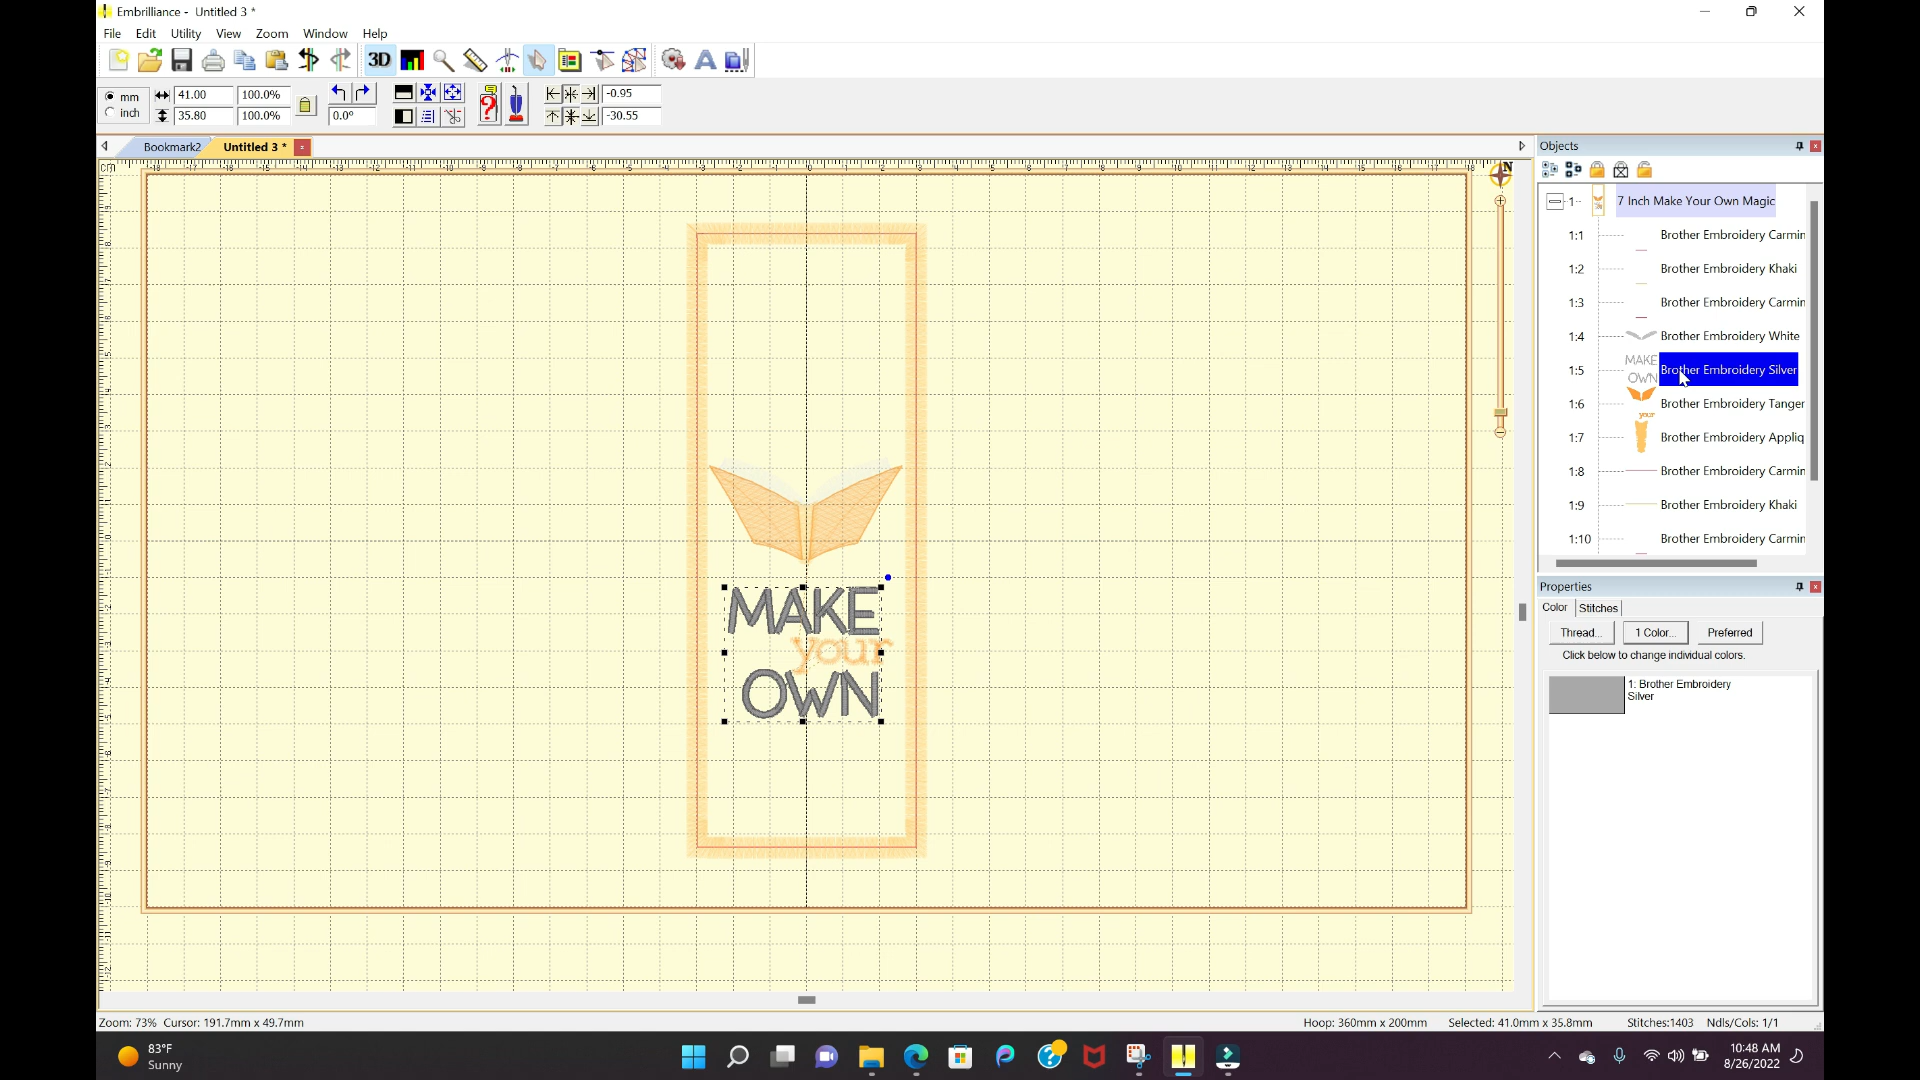 Embrilliance - Untitled 3 *
File Edit Utility View Zoom Window Help
3D
mm 41.00 100.0% -0.95
inch 35.80 100.0% 0.0° -30.55
Bookmark2 Untitled 3 *
cm
N
MAKE
your
OWN
Objects
1 7 Inch Make Your Own Magic
1:1 Brother Embroidery Carmin
1:2 Brother Embroidery Khaki
1:3 Brother Embroidery Carmin
1:4 Brother Embroidery White
MAKE
1:5 Brother Embroidery Silver
OWN
1:6 Brother Embroidery Tanger
your
1:7 Brother Embroidery Appliq
1:8 Brother Embroidery Carmin
1:9 Brother Embroidery Khaki
1:10 Brother Embroidery Carmin
Properties
Color Stitches
Thread... 1 Color... Preferred
Click below to change individual colors.
1: Brother Embroidery
Silver
Zoom: 73% Cursor: 191.7mm x 49.7mm Hoop: 360mm x 200mm Selected: 41.0mm x 35.8mm Stitches:1403 Ndls/Cols: 1/1
83°F
Sunny
10:48 AM
8/26/2022